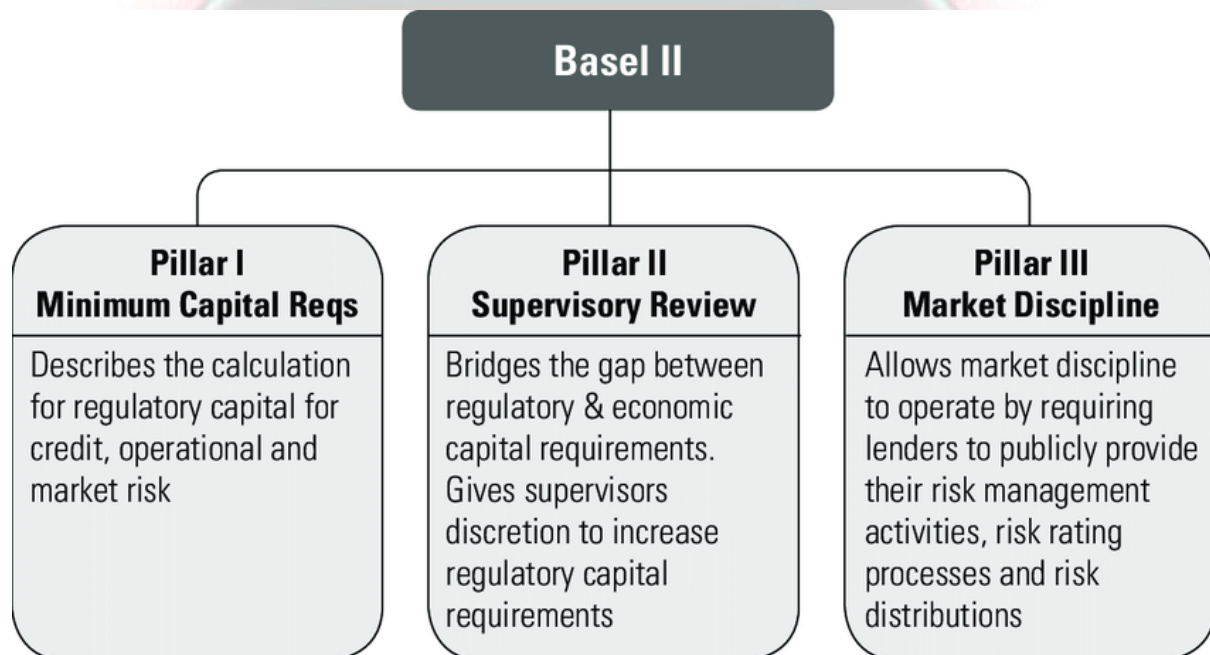 Basel II
Pillar I
Minimum Capital Reqs
Describes the calculation
for regulatory capital for
credit, operational and
market risk
Pillar II
Supervisory Review
Bridges the gap between
regulatory & economic
capital requirements.
Gives supervisors
discretion to increase
regulatory capital
requirements
Pillar III
Market Discipline
Allows market discipline
to operate by requiring
lenders to publicly provide
their risk management
activities, risk rating
processes and risk
distributions